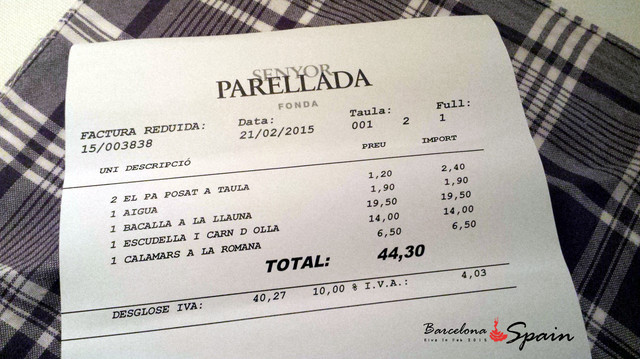 SENYOR
PARELLADA
FONDA
FACTURA REDUIDA: Data: Taula: Full:
15/003838 21/02/2015 001 2 1
UNI DESCRIPCIÓ PREU IMPORT
2 EL PA POSAT A TAULA 1,20 2,40
1 AIGUA 1,90 1,90
1 BACALLA A LA LLAUNA 19,50 19,50
1 ESCUDELLA I CARN D OLLA 14,00 14,00
1 CALAMARS A LA ROMANA 6,50 6,50
TOTAL: 44,30
DESGLOSE IVA: 40,27 10,00 % I.V.A.: 4,03
Barcelona Spain